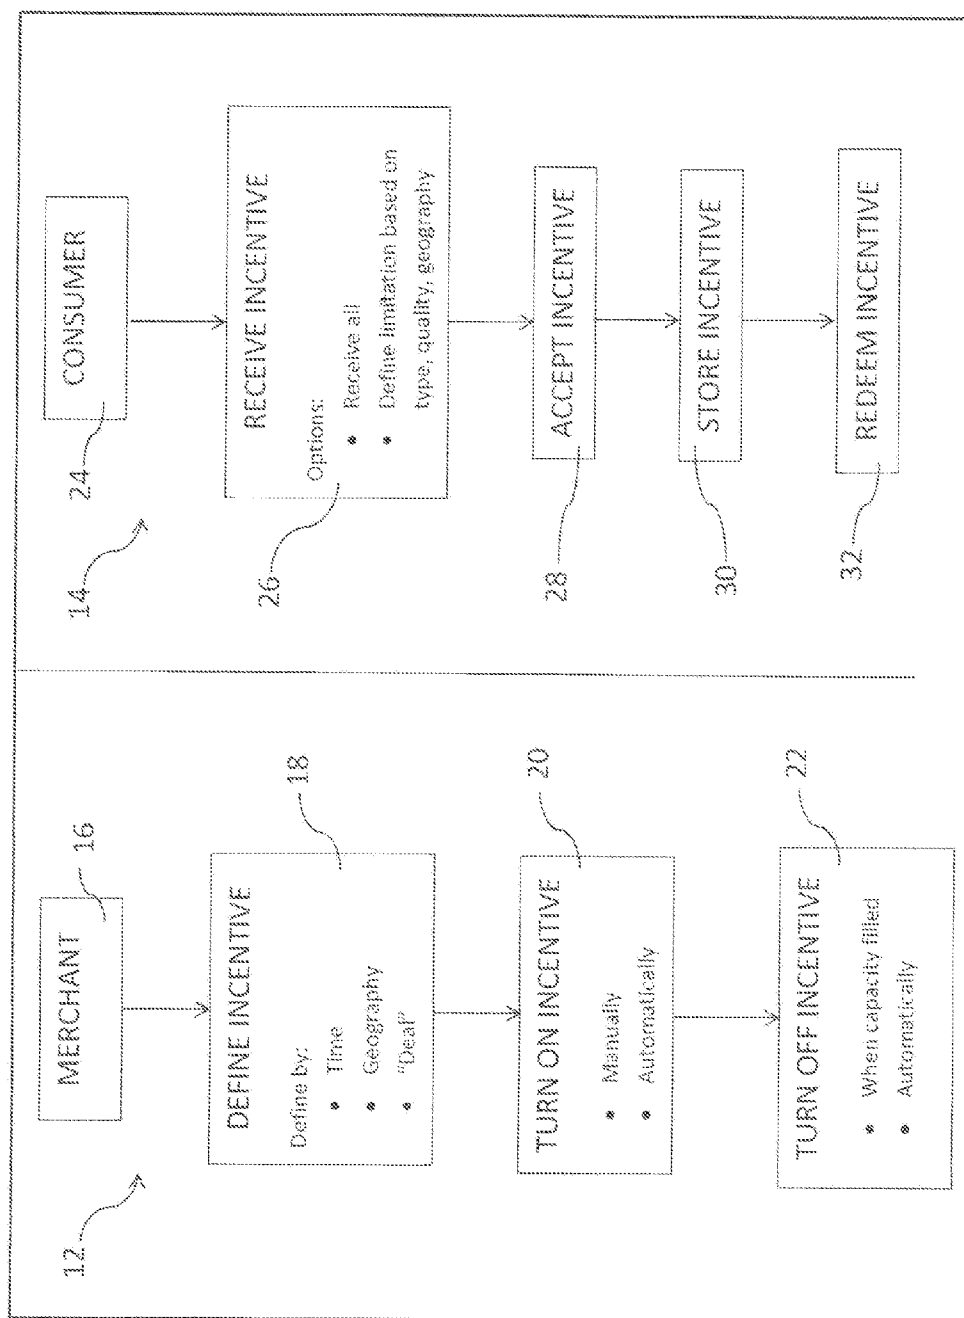 12
MERCHANT
16
DEFINE INCENTIVE
Define by:
• Time
• Geography
• "Deal"
18
TURN ON INCENTIVE
• Manually
• Automatically
20
TURN OFF INCENTIVE
• When capacity filled
• Automatically
22
14
CONSUMER
24
RECEIVE INCENTIVE
Options:
• Receive all
• Define limitation based on
type, quality, geography
26
ACCEPT INCENTIVE
28
STORE INCENTIVE
30
REDEEM INCENTIVE
32